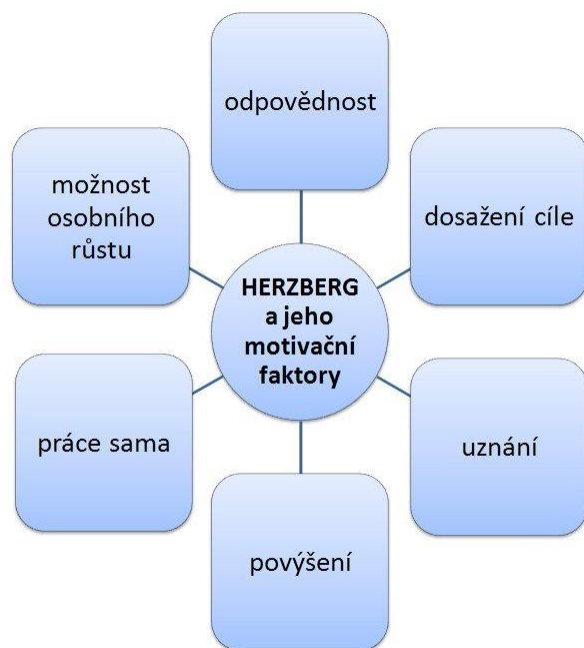 odpovědnost
možnost
osobního
růstu
dosažení cíle
HERZBERG
a jeho
motivační
faktory
práce sama
uznání
povýšení